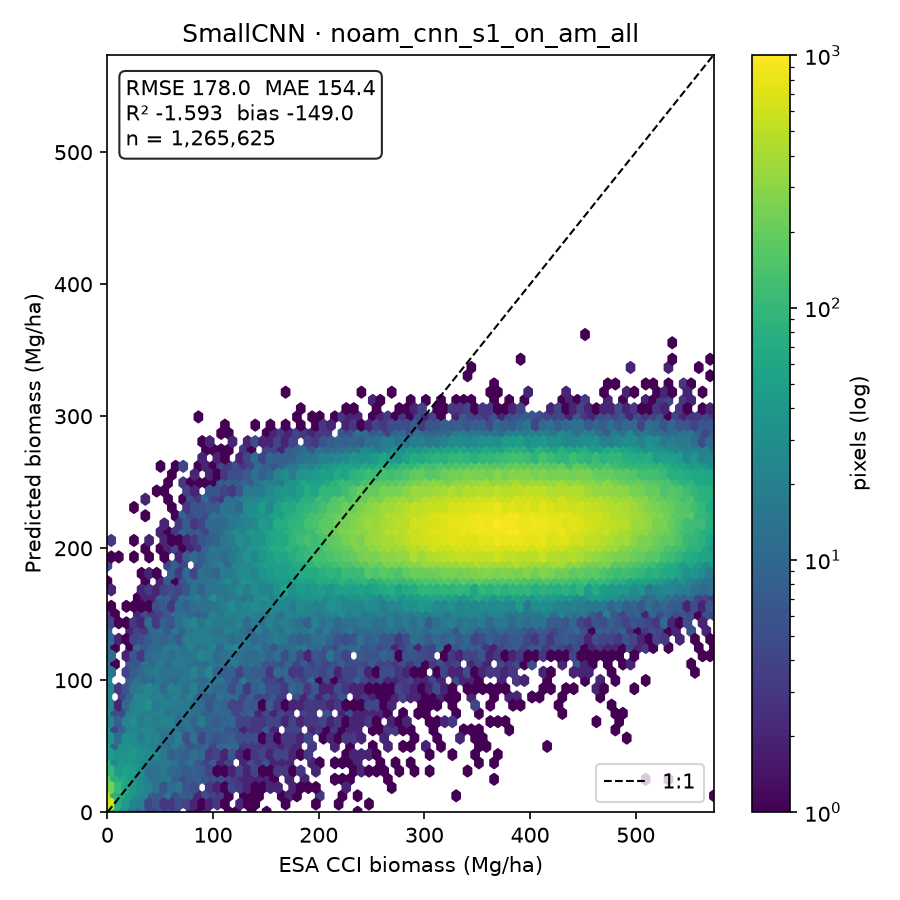 SmallCNN · noam_cnn_s1_on_am_all
RMSE 178.0 MAE 154.4
R² -1.593 bias -149.0
n = 1,265,625
500
400
300
200
100
0
Predicted biomass (Mg/ha)
0 100 200 300 400 500
ESA CCI biomass (Mg/ha)
1:1
10³
10²
10¹
10⁰
pixels (log)